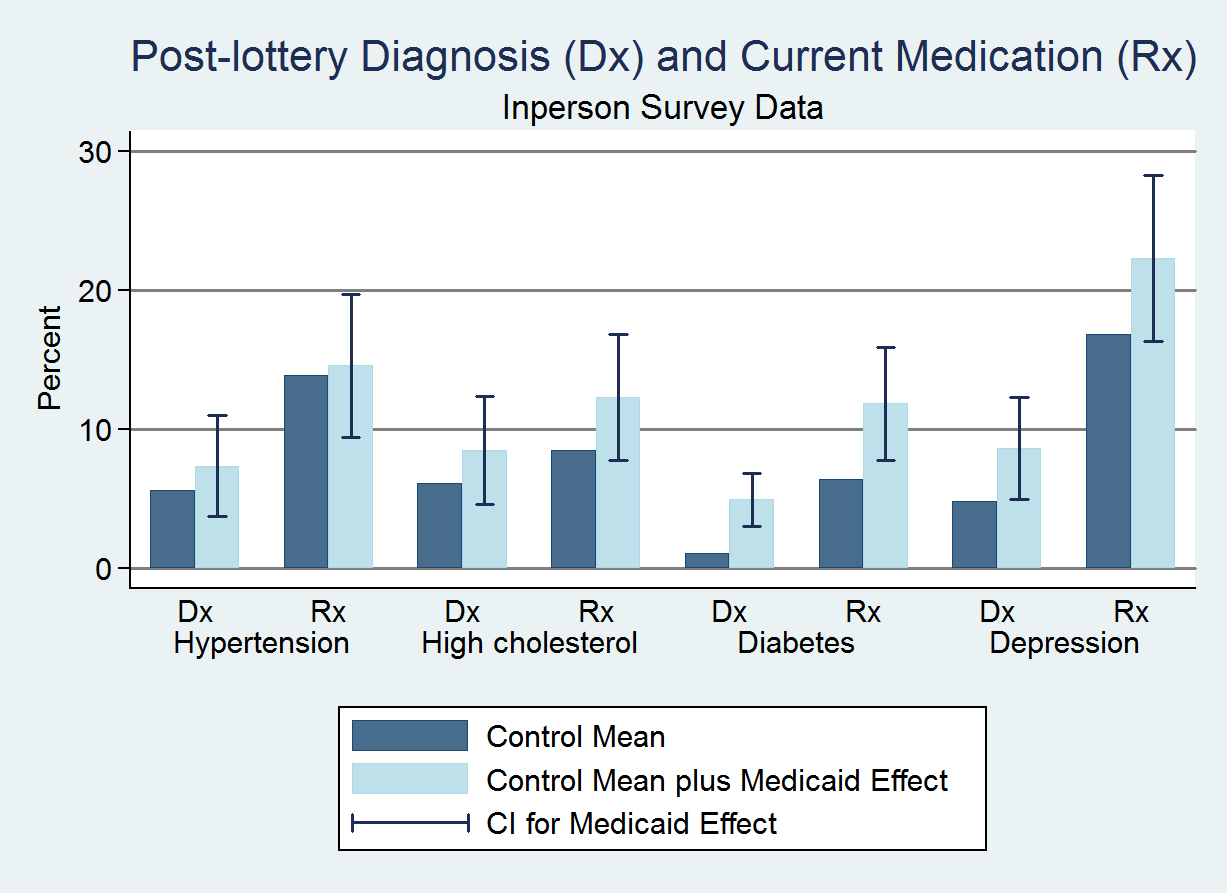 Post-lottery Diagnosis (Dx) and Current Medication (Rx)
Inperson Survey Data
30
20
10
0
Percent
Dx Rx Dx Rx Dx Rx Dx Rx
Hypertension High cholesterol Diabetes Depression
Control Mean
Control Mean plus Medicaid Effect
CI for Medicaid Effect